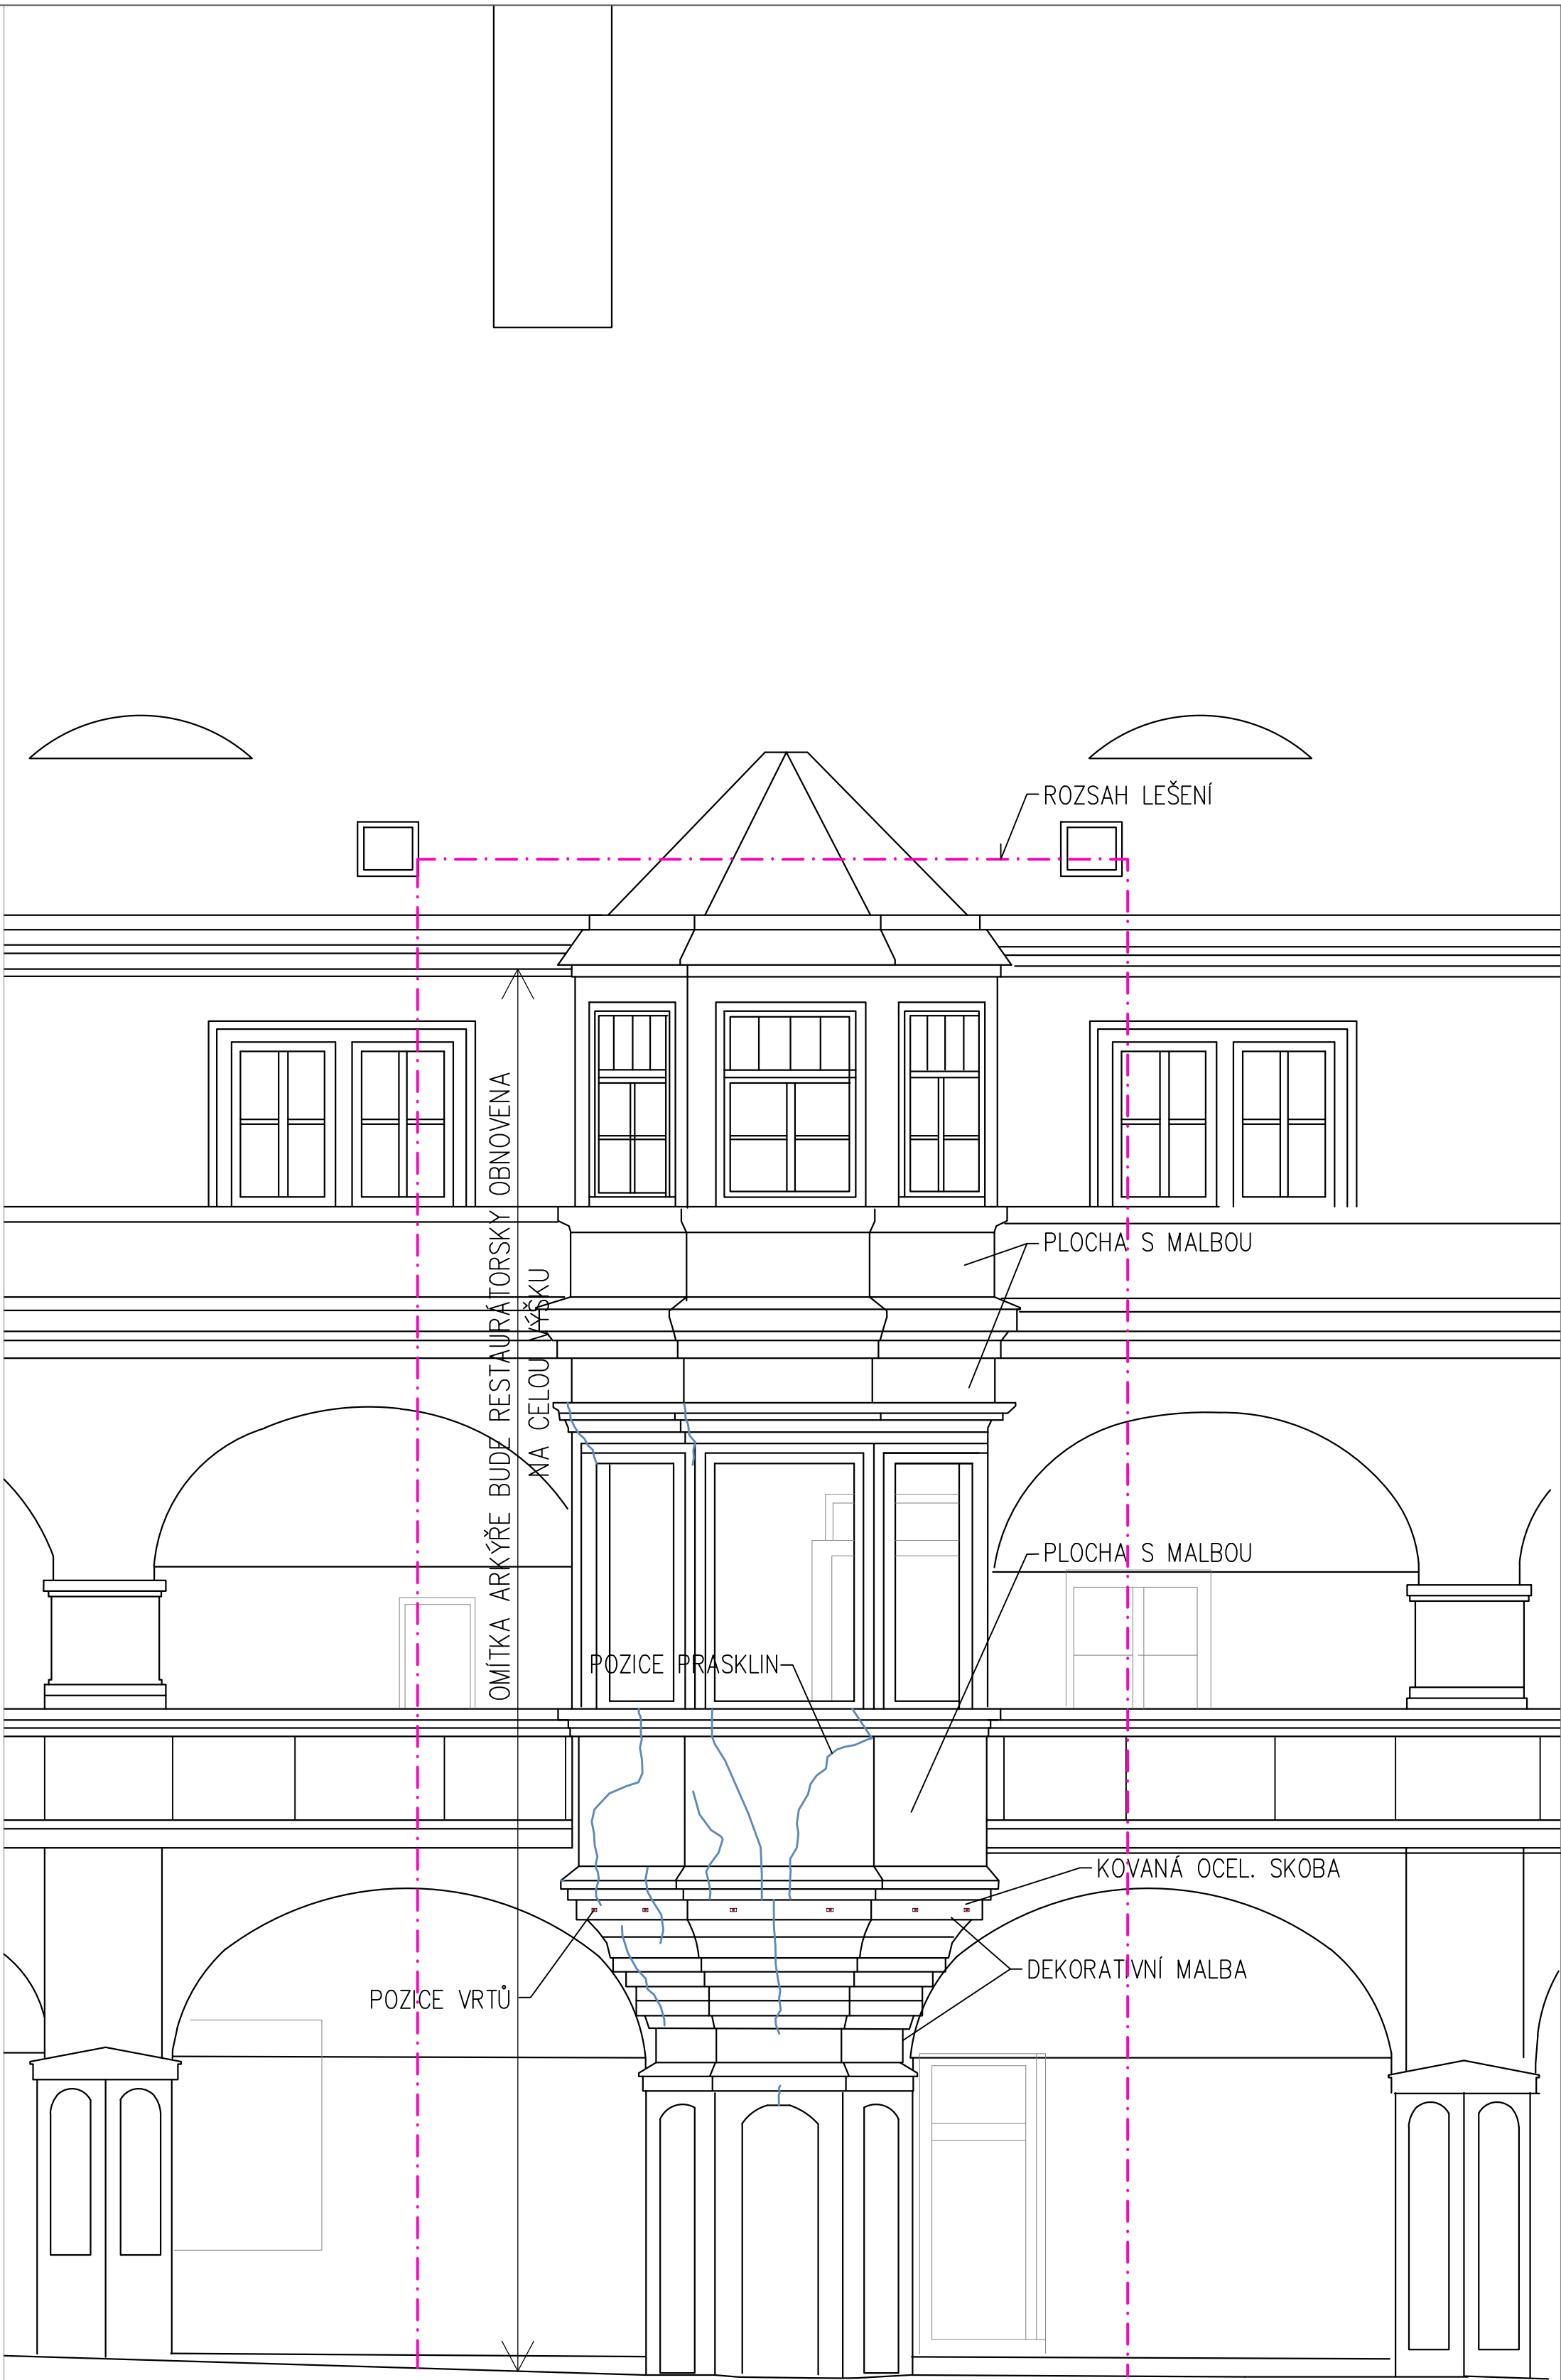 ROZSAH LEŠENÍ
OMÍTKA ARKÝŘE BUDE RESTAURÁTORSKY OBNOVENA
NA CELOU VÝŠKU
PLOCHA S MALBOU
PLOCHA S MALBOU
POZICE PRASKLIN
KOVANÁ OCEL. SKOBA
DEKORATIVNÍ MALBA
POZICE VRTŮ